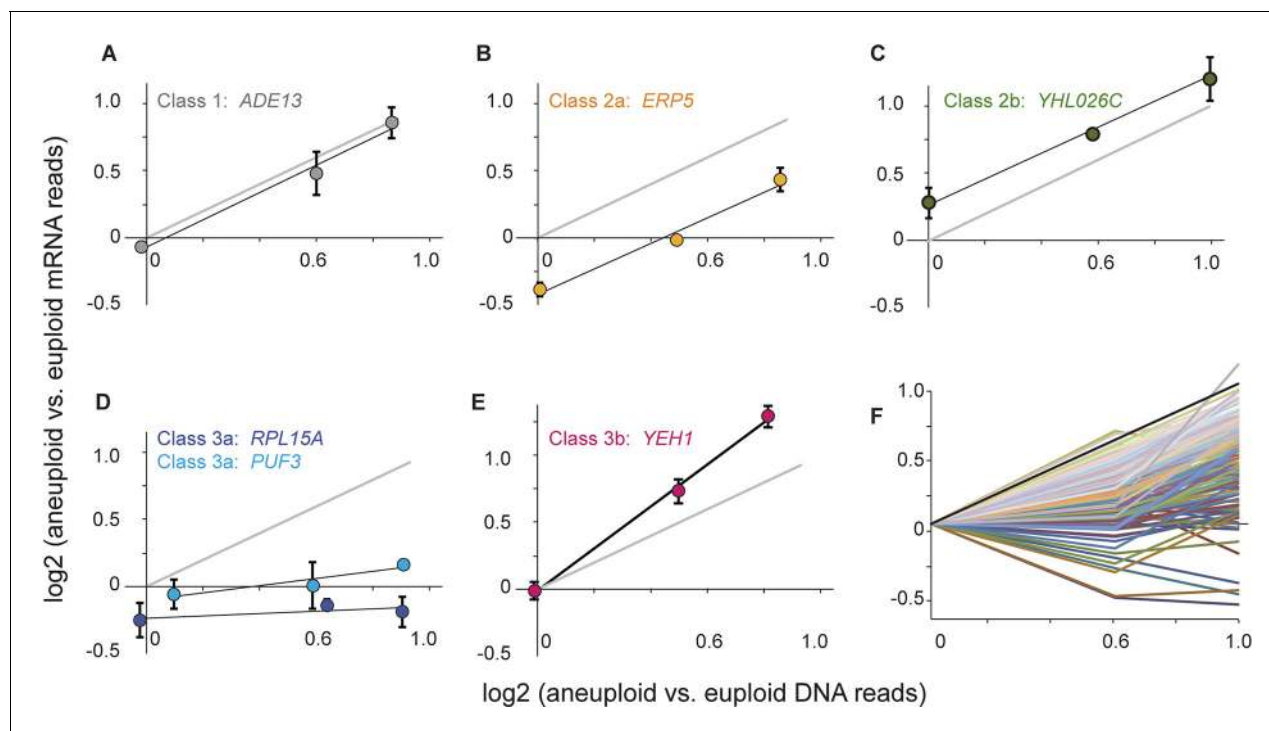 A
B
C
Class 1: ADE13
Class 2a: ERP5
Class 2b: YHL026C
1.0
0.5
0
-0.5
0 0.6 1.0
1.0
0.5
0
-0.5
0 0.6 1.0
1.0
0.5
0
-0.5
0 0.6 1.0
log2 (aneuploid vs. euploid mRNA reads)
D
E
F
Class 3a: RPL15A
Class 3a: PUF3
Class 3b: YEH1
1.0
0.5
0
-0.5
0 0.6 1.0
1.0
0.5
0
-0.5
0 0.6 1.0
1.0
0.5
0
-0.5
0 0.6 1.0
log2 (aneuploid vs. euploid DNA reads)